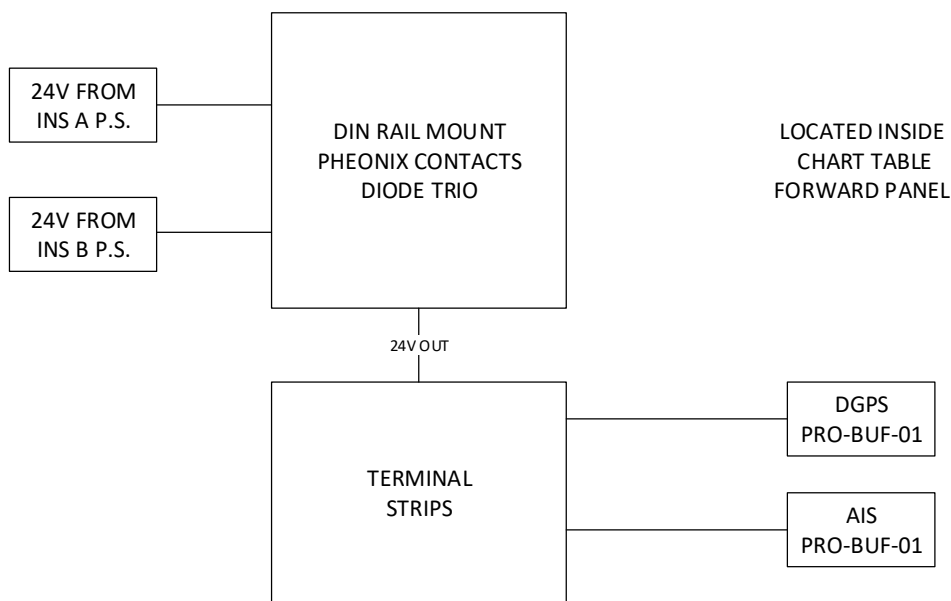 24V FROM
INS A P.S.
DIN RAIL MOUNT
PHEONIX CONTACTS
DIODE TRIO
LOCATED INSIDE
CHART TABLE
FORWARD PANEL
24V FROM
INS B P.S.
24V OUT
TERMINAL
STRIPS
DGPS
PRO-BUF-01
AIS
PRO-BUF-01